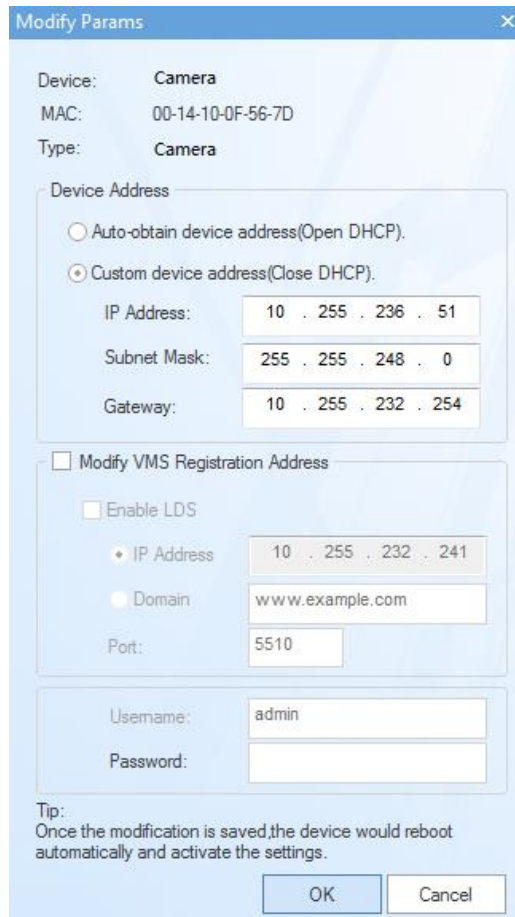 Modify Params
Device: Camera
MAC: 00-14-10-0F-56-7D
Type: Camera
Device Address
Auto-obtain device address(Open DHCP).
Custom device address(Close DHCP).
IP Address: 10 . 255 . 236 . 51
Subnet Mask: 255 . 255 . 248 . 0
Gateway: 10 . 255 . 232 . 254
Modify VMS Registration Address
Enable LDS
IP Address 10 . 255 . 232 . 241
Domain www.example.com
Port: 5510
Username: admin
Password:
Tip:
Once the modification is saved,the device would reboot
automatically and activate the settings.
OK Cancel